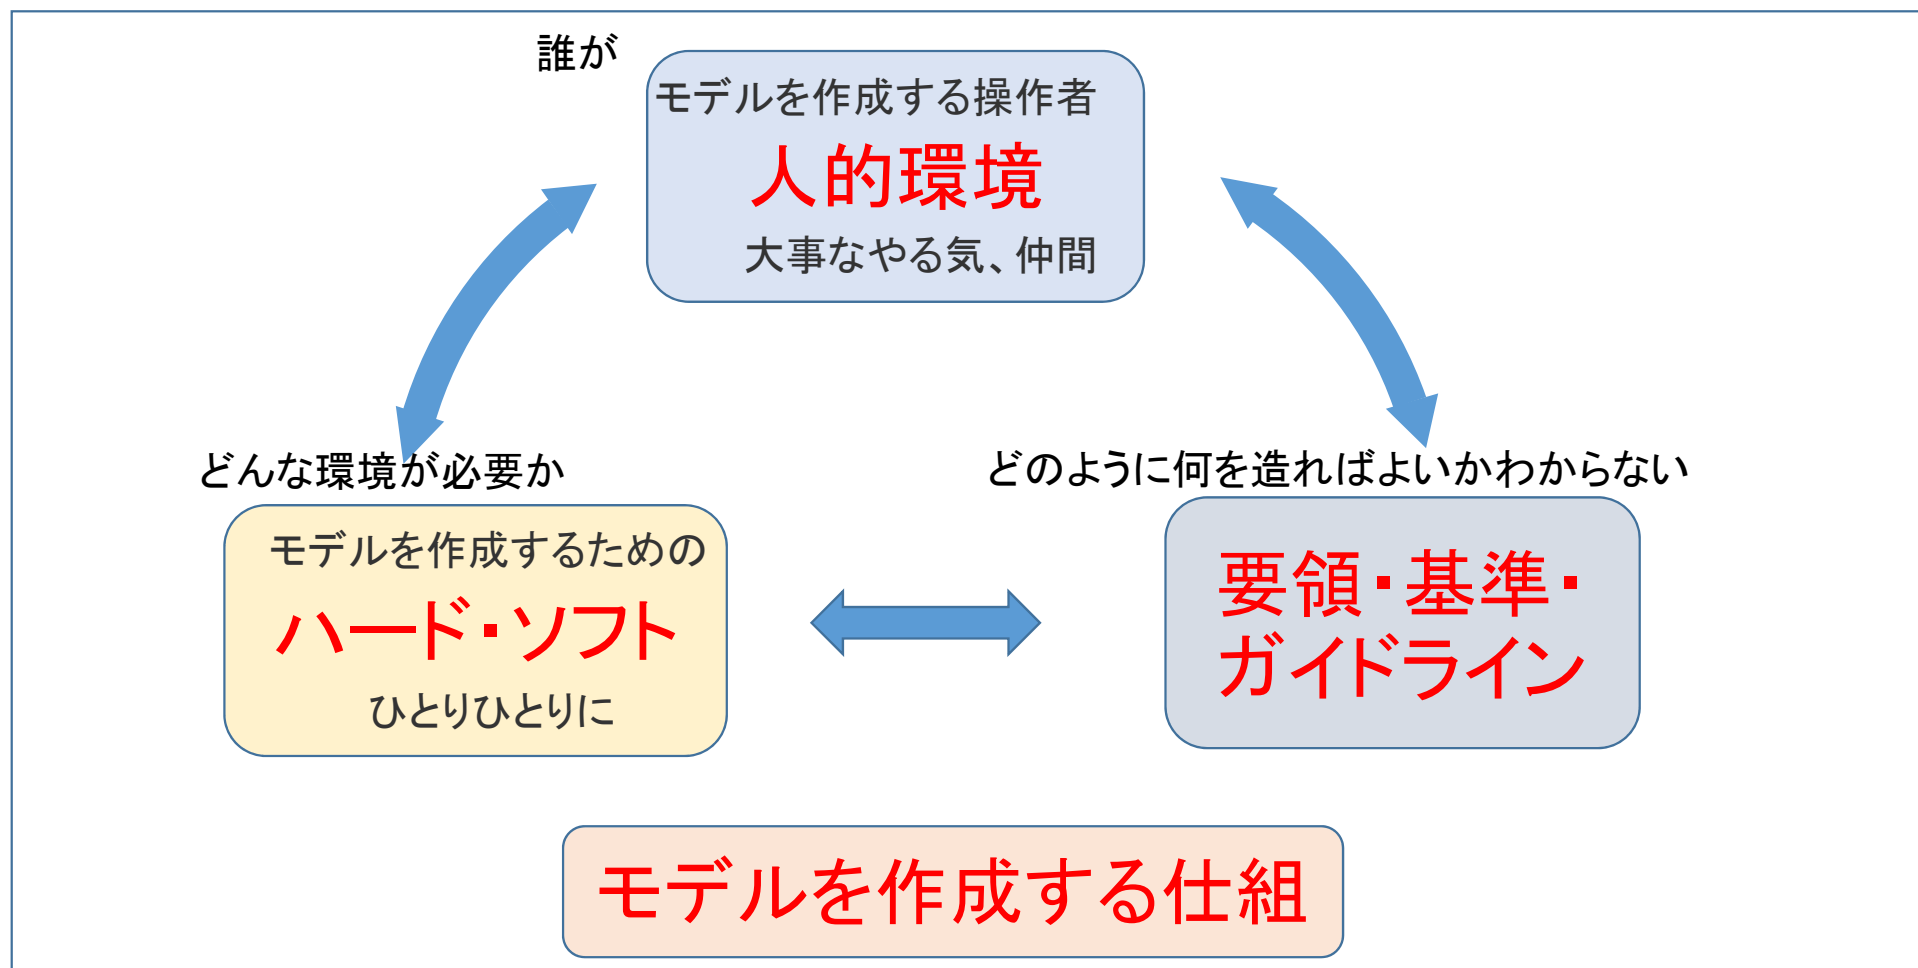 誰が
モデルを作成する操作者
人的環境
大事なやる気、仲間
どんな環境が必要か
モデルを作成するための
ハード・ソフト
ひとりひとりに
どのように何を造ればよいかわからない
要領・基準・
ガイドライン
モデルを作成する仕組